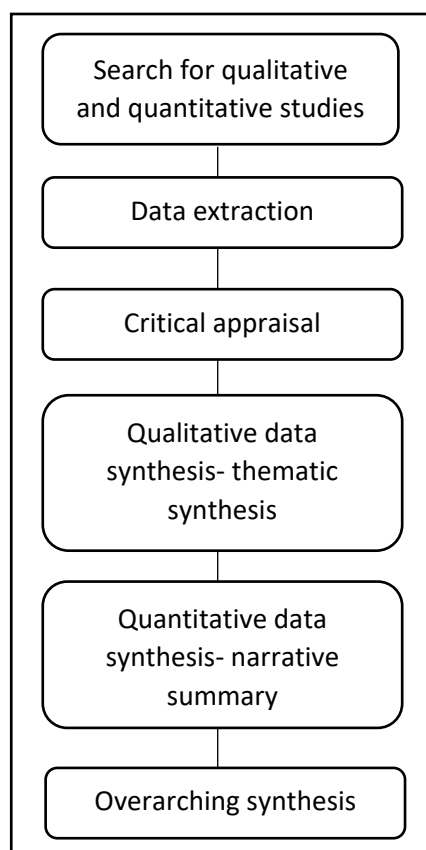 Search for qualitative
and quantitative studies
Data extraction
Critical appraisal
Qualitative data
synthesis- thematic
synthesis
Quantitative data
synthesis- narrative
summary
Overarching synthesis